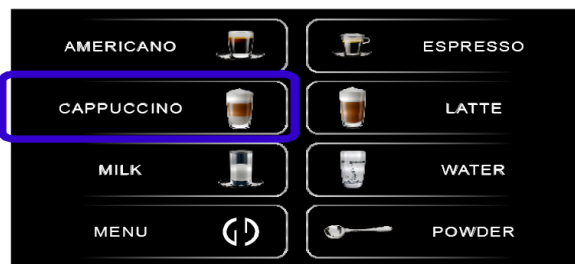 AMERICANO
ESPRESSO
CAPPUCCINO
LATTE
MILK
WATER
MENU
POWDER